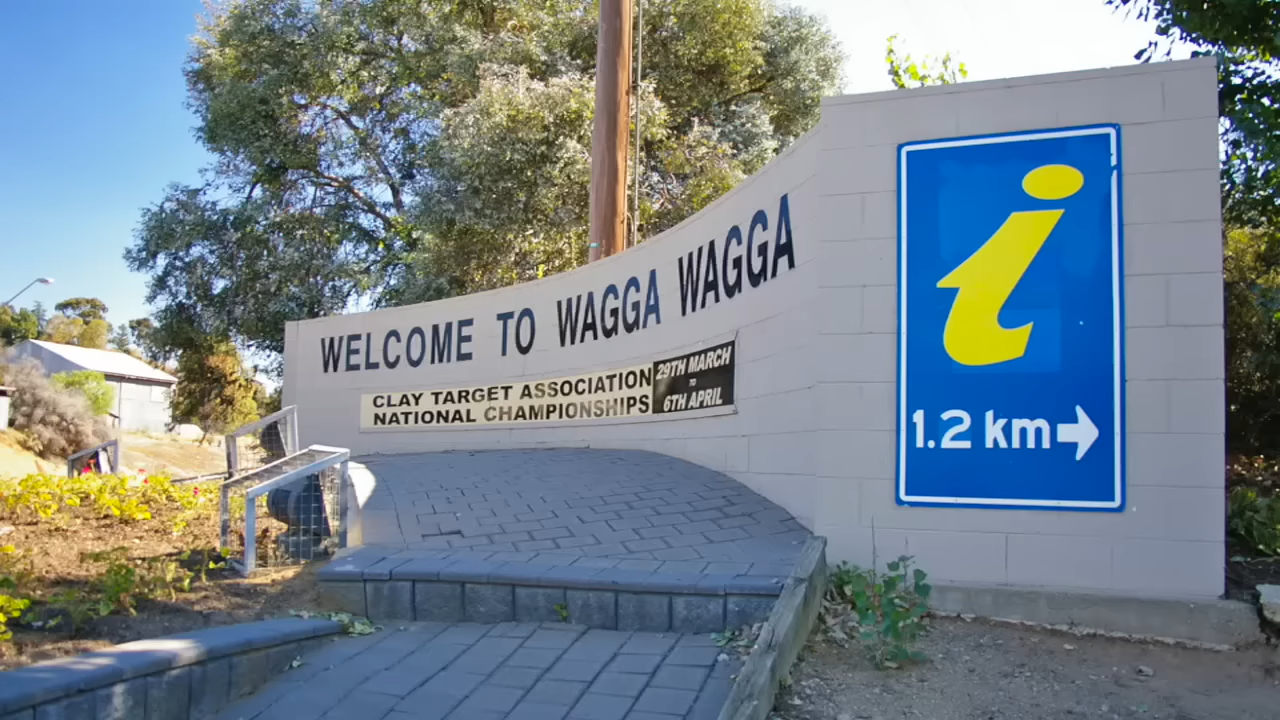 WELCOME TO WAGGA WAGGA
CLAY TARGET ASSOCIATION
NATIONAL CHAMPIONSHIPS
29TH MARCH
TO
6TH APRIL
i
1.2 km